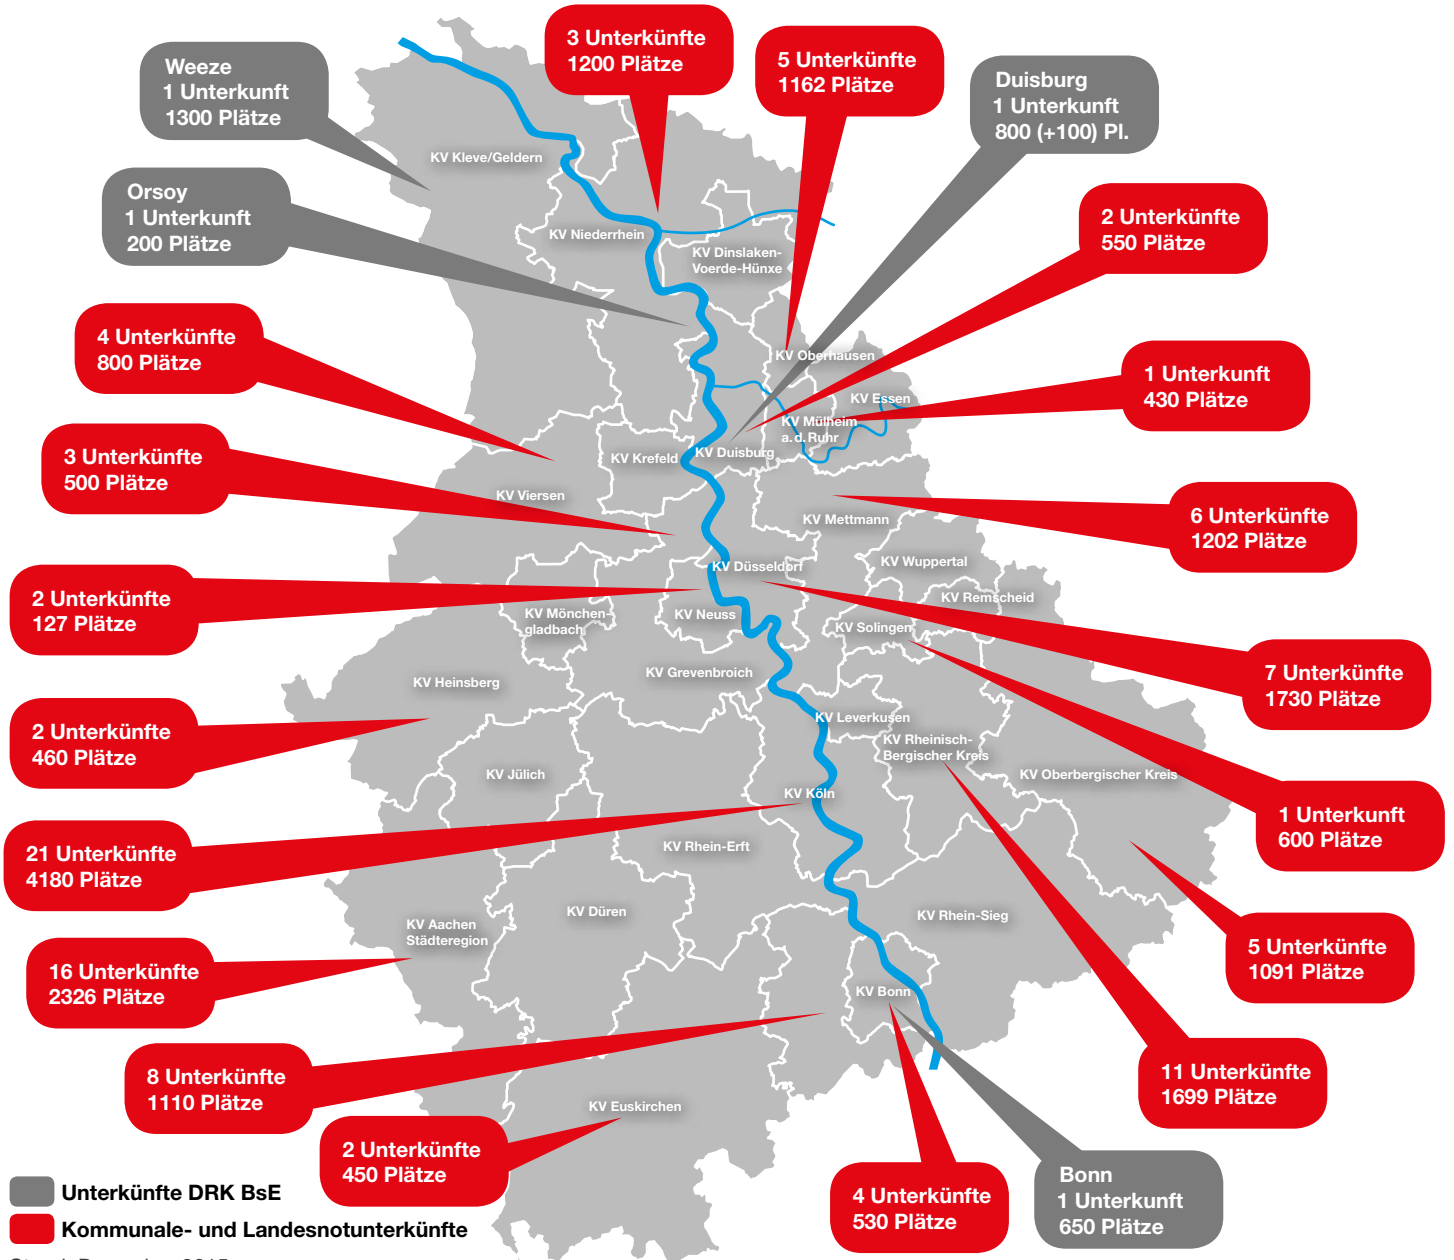 3 Unterkünfte
1200 Plätze
5 Unterkünfte
1162 Plätze
Weeze
1 Unterkunft
1300 Plätze
Duisburg
1 Unterkunft
800 (+100) Pl.
Orsoy
1 Unterkunft
200 Plätze
2 Unterkünfte
550 Plätze
4 Unterkünfte
800 Plätze
1 Unterkunft
430 Plätze
3 Unterkünfte
500 Plätze
6 Unterkünfte
1202 Plätze
2 Unterkünfte
127 Plätze
7 Unterkünfte
1730 Plätze
2 Unterkünfte
460 Plätze
1 Unterkunft
600 Plätze
21 Unterkünfte
4180 Plätze
5 Unterkünfte
1091 Plätze
16 Unterkünfte
2326 Plätze
11 Unterkünfte
1699 Plätze
8 Unterkünfte
1110 Plätze
2 Unterkünfte
450 Plätze
4 Unterkünfte
530 Plätze
Bonn
1 Unterkunft
650 Plätze
KV Kleve/Geldern
KV Niederrhein
KV Dinslaken-
Voerde-Hünxe
KV Oberhausen
KV Essen
KV Mülheim
a.d.Ruhr
KV Duisburg
KV Krefeld
KV Viersen
KV Mettmann
KV Wuppertal
KV Düsseldorf
KV Remscheid
KV Mönchen-
gladbach
KV Neuss
KV Solingen
KV Grevenbroich
KV Heinsberg
KV Leverkusen
KV Rheinisch-
Bergischer Kreis
KV Jülich
KV Oberbergischer Kreis
KV Köln
KV Rhein-Erft
KV Düren
KV Rhein-Sieg
KV Aachen
Städteregion
KV Bonn
KV Euskirchen
Unterkünfte DRK BsE
Kommunale- und Landesnotunterkünfte